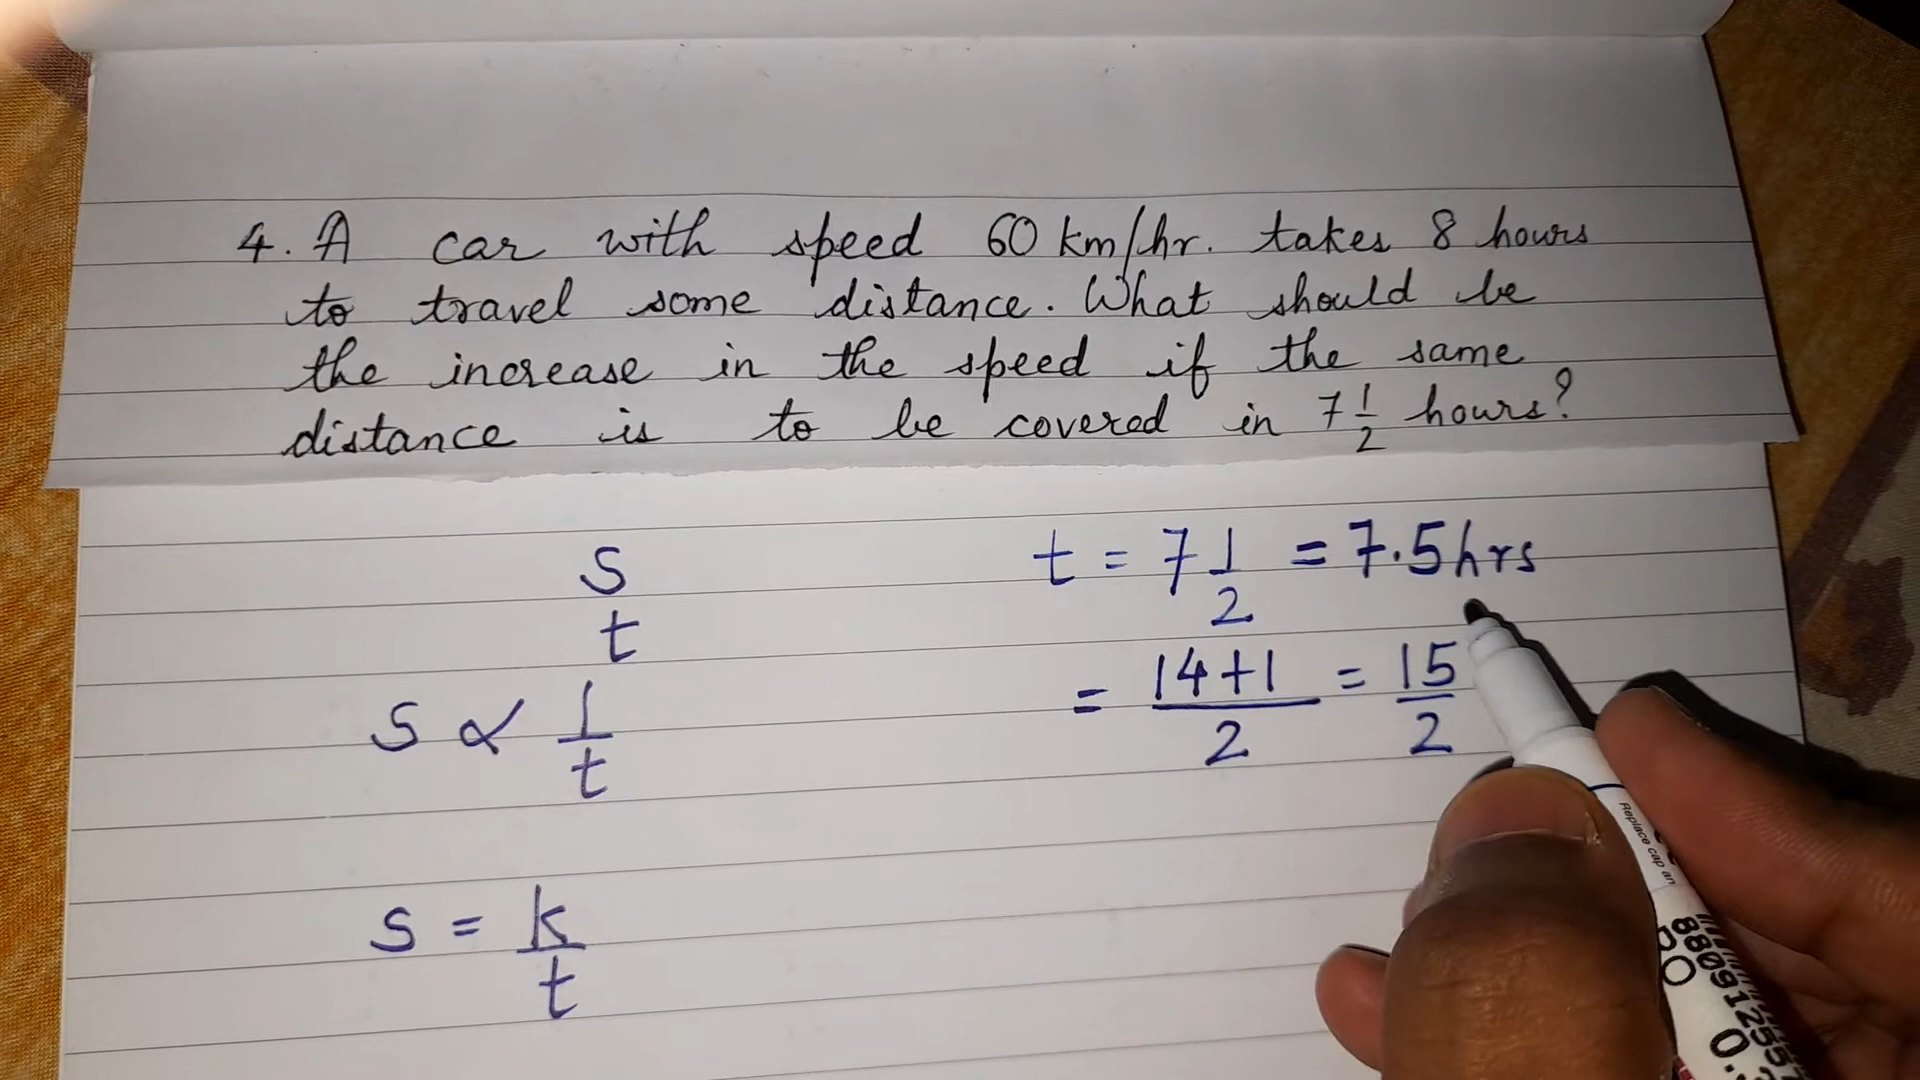 4. A car with speed 60 km/hr. takes 8 hours
to travel some distance. What should be
the increase in the speed if the same
distance is to be covered in 7 1/2 hours?
s
t
s ∝ 1/t
s = k/t
t = 7 1/2 = 7.5hrs
= 14+1/2 = 15/2
Replace cap an